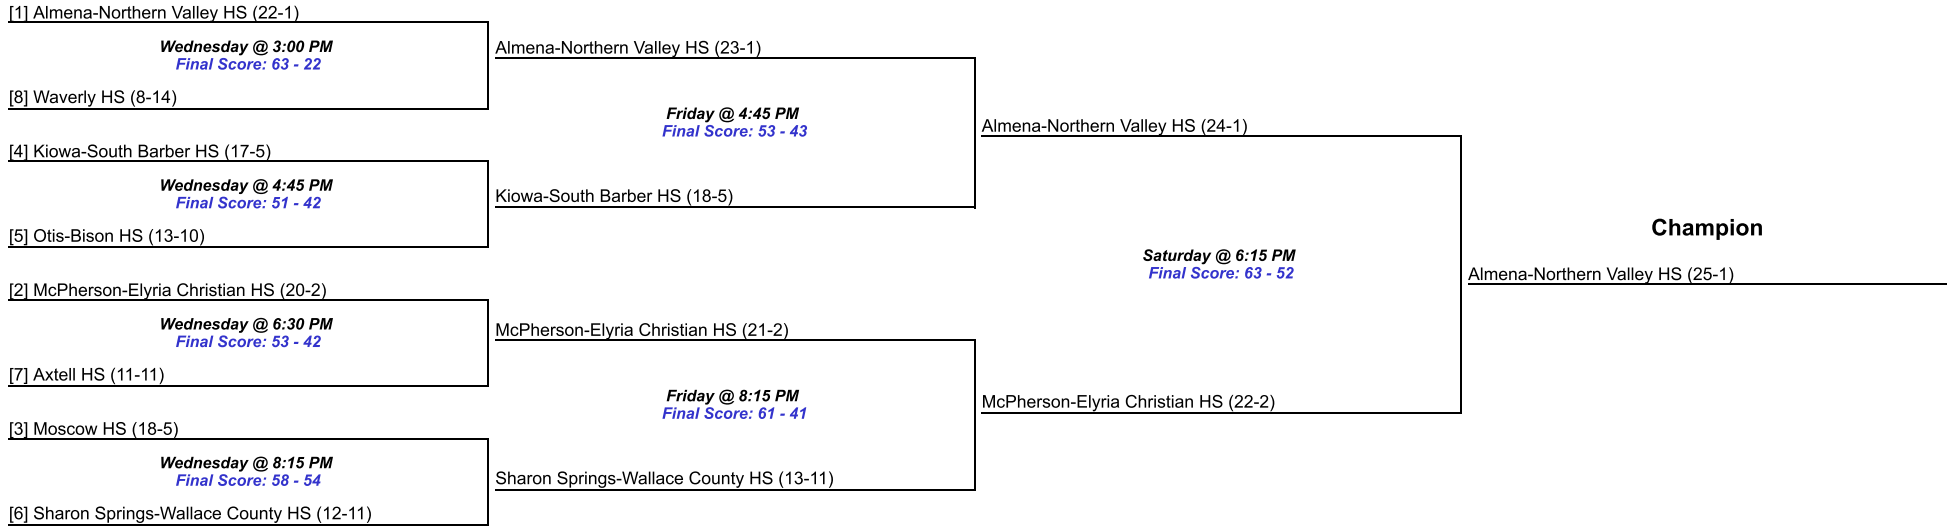 [1] Almena-Northern Valley HS (22-1)
Wednesday @ 3:00 PM
Final Score: 63 - 22
[8] Waverly HS (8-14)
[4] Kiowa-South Barber HS (17-5)
Wednesday @ 4:45 PM
Final Score: 51 - 42
[5] Otis-Bison HS (13-10)
[2] McPherson-Elyria Christian HS (20-2)
Wednesday @ 6:30 PM
Final Score: 53 - 42
[7] Axtell HS (11-11)
[3] Moscow HS (18-5)
Wednesday @ 8:15 PM
Final Score: 58 - 54
[6] Sharon Springs-Wallace County HS (12-11)
Almena-Northern Valley HS (23-1)
Friday @ 4:45 PM
Final Score: 53 - 43
Kiowa-South Barber HS (18-5)
McPherson-Elyria Christian HS (21-2)
Friday @ 8:15 PM
Final Score: 61 - 41
Sharon Springs-Wallace County HS (13-11)
Almena-Northern Valley HS (24-1)
Saturday @ 6:15 PM
Final Score: 63 - 52
McPherson-Elyria Christian HS (22-2)
Champion
Almena-Northern Valley HS (25-1)